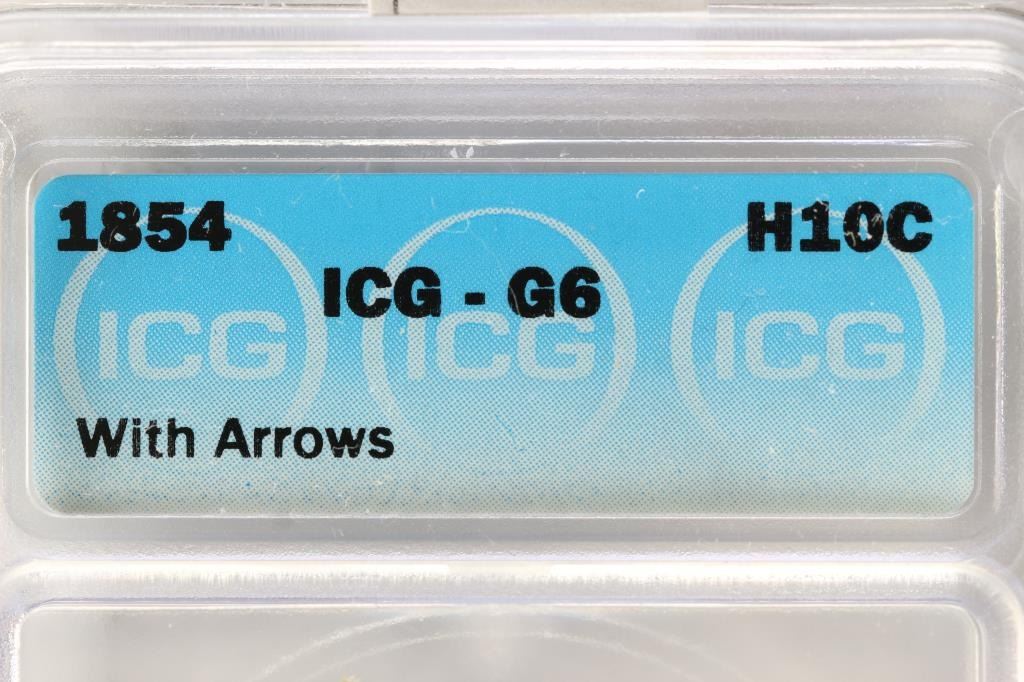 1854 H10C
ICG - G6
ICG ICG ICG
With Arrows